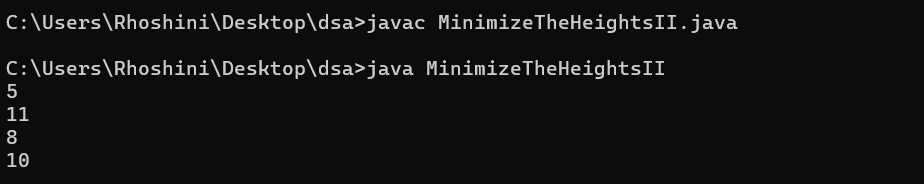 C:\Users\Rhoshini\Desktop\dsa>javac MinimizeTheHeightsII.java
C:\Users\Rhoshini\Desktop\dsa>java MinimizeTheHeightsII
5
11
8
10